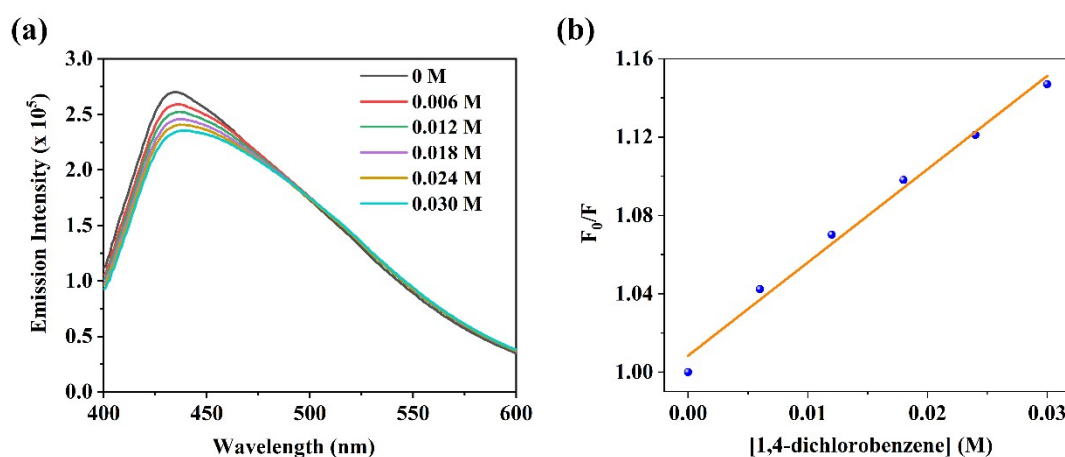 (a)
3.0
2.5
2.0
1.5
1.0
0.5
0.0
Emission Intensity (x 10⁵)
0 M
0.006 M
0.012 M
0.018 M
0.024 M
0.030 M
400 450 500 550 600
Wavelength (nm)
(b)
1.16
1.12
1.08
1.04
1.00
F₀/F
0.00 0.01 0.02 0.03
[1,4-dichlorobenzene] (M)